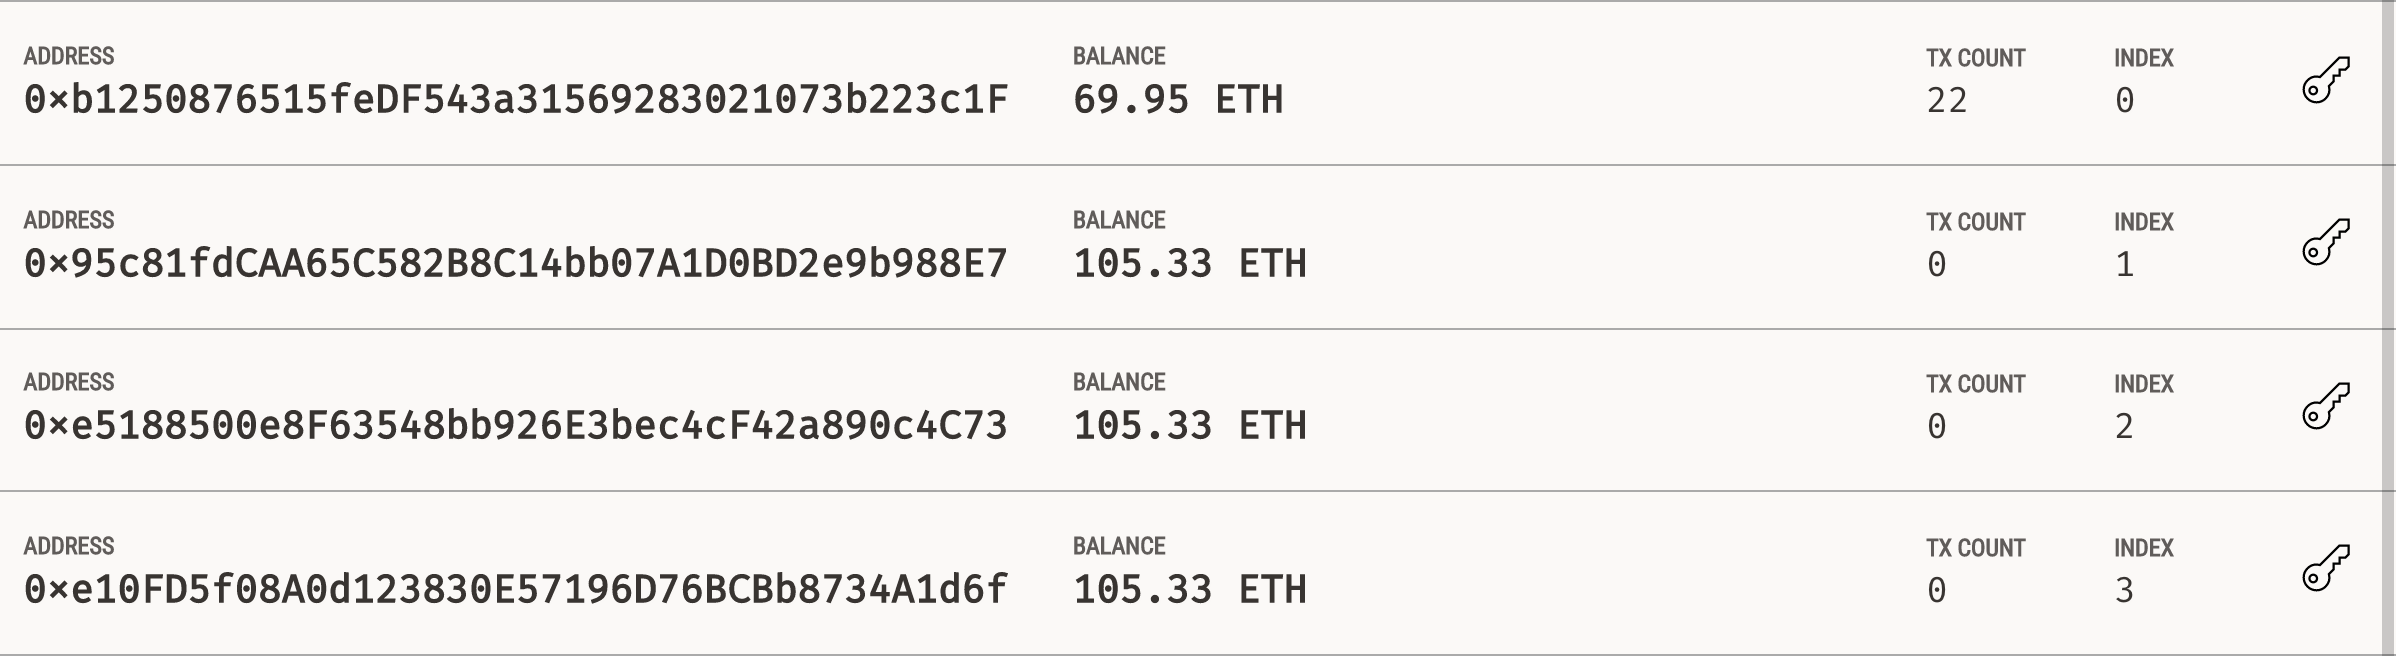 ADDRESS BALANCE TX COUNT INDEX
0×b1250876515feDF543a31569283021073b223c1F 69.95 ETH 22 0
ADDRESS BALANCE TX COUNT INDEX
0×95c81fdCAA65C582B8C14bb07A1D0BD2e9b988E7 105.33 ETH 0 1
ADDRESS BALANCE TX COUNT INDEX
0×e5188500e8F63548bb926E3bec4cF42a890c4C73 105.33 ETH 0 2
ADDRESS BALANCE TX COUNT INDEX
0×e10FD5f08A0d123830E57196D76BCBb8734A1d6f 105.33 ETH 0 3